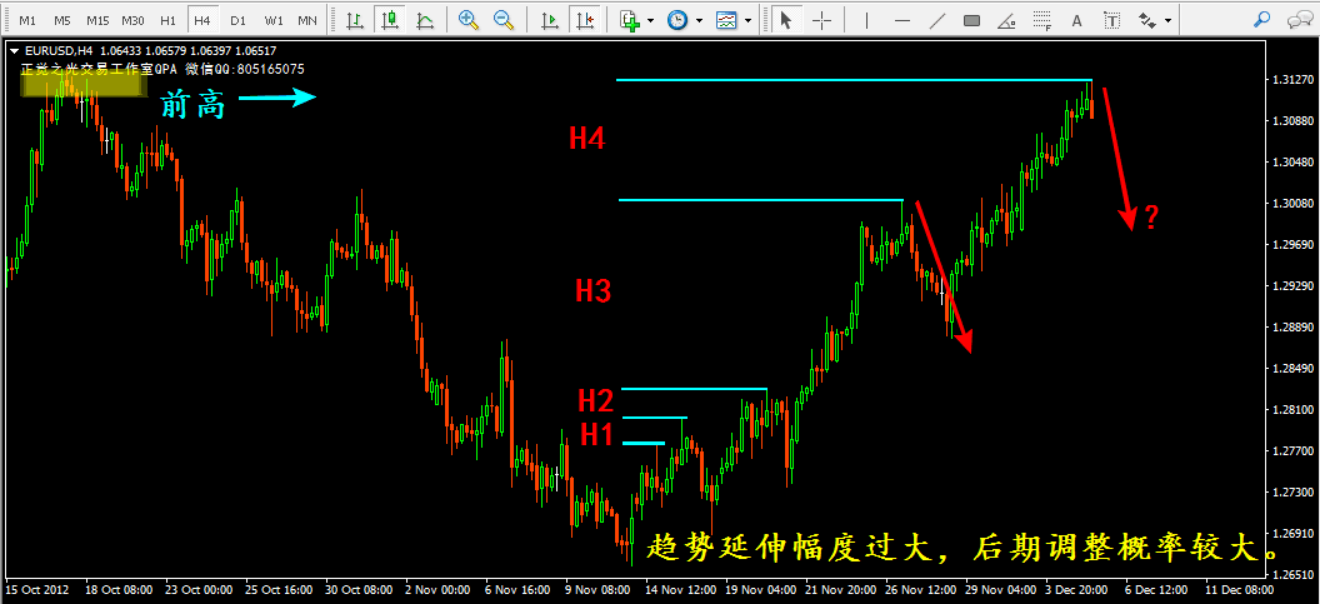 M1 M5 M15 M30 H1 H4 D1 W1 MN
EURUSD,H4 1.06433 1.06579 1.06397 1.06517
正觉之光交易工作室QPA 微信QQ:805165075
前高
H4
H3
H2
H1
?
趋势延伸幅度过大，后期调整概率较大。
1.31270
1.30880
1.30480
1.30080
1.29690
1.29290
1.28890
1.28490
1.28100
1.27700
1.27300
1.26910
1.26510
15 Oct 2012 18 Oct 08:00 23 Oct 00:00 25 Oct 16:00 30 Oct 08:00 2 Nov 00:00 6 Nov 16:00 9 Nov 08:00 14 Nov 12:00 19 Nov 04:00 21 Nov 20:00 26 Nov 12:00 29 Nov 04:00 3 Dec 20:00 6 Dec 12:00 11 Dec 08:00